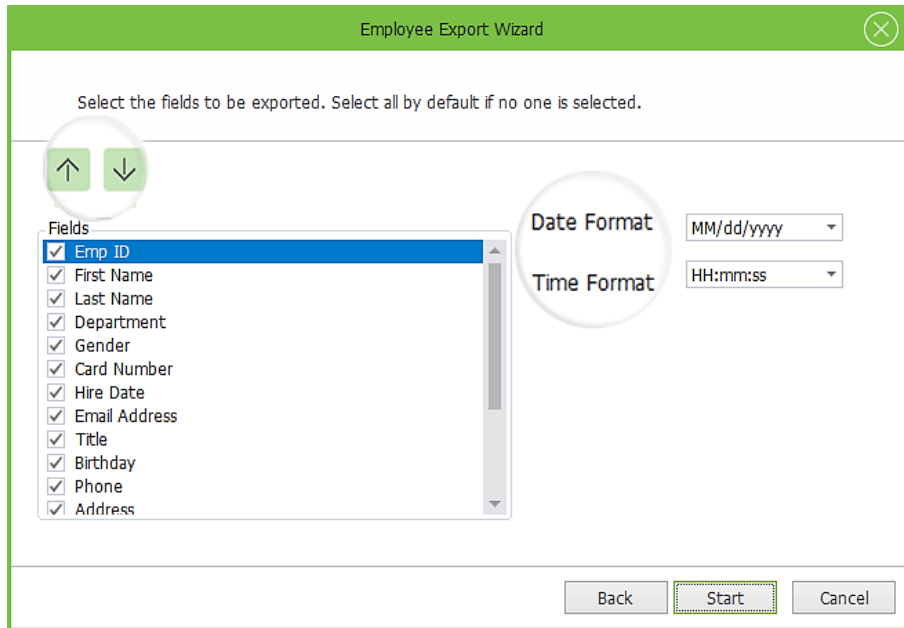 Employee Export Wizard
Select the fields to be exported. Select all by default if no one is selected.
Fields
Emp ID
First Name
Last Name
Department
Gender
Card Number
Hire Date
Email Address
Title
Birthday
Phone
Address
Date Format
MM/dd/yyyy
Time Format
HH:mm:ss
Back
Start
Cancel